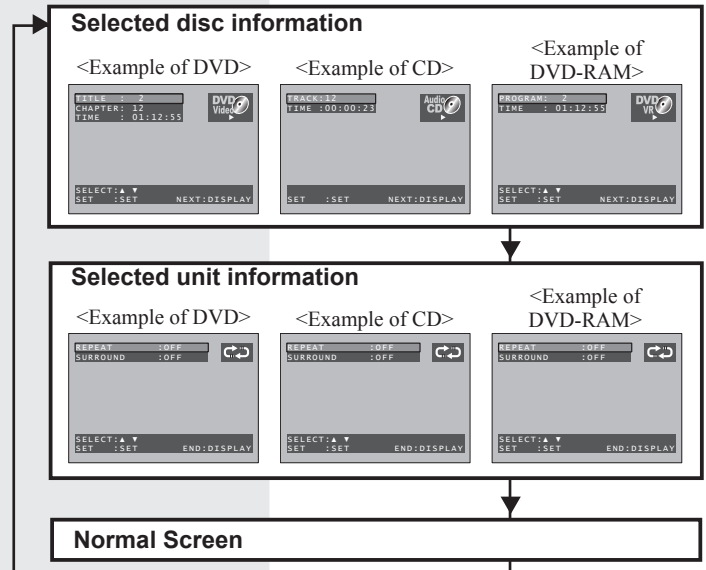 Selected disc information
<Example of DVD>
TITLE : 2
CHAPTER: 12
TIME : 01:12:55
DVD
Video
SELECT:▲ ▼
SET :SET NEXT:DISPLAY
<Example of CD>
TRACK:12
TIME :00:00:23
Audio
CD
SET :SET NEXT:DISPLAY
<Example of
DVD-RAM>
PROGRAM: 2
TIME : 01:12:55
DVD
VR
SELECT:▲ ▼
SET :SET NEXT:DISPLAY
Selected unit information
<Example of DVD>
REPEAT :OFF
SURROUND :OFF
SELECT:▲ ▼
SET :SET END:DISPLAY
<Example of CD>
REPEAT :OFF
SURROUND :OFF
SELECT:▲ ▼
SET :SET END:DISPLAY
<Example of
DVD-RAM>
REPEAT :OFF
SURROUND :OFF
SELECT:▲ ▼
SET :SET END:DISPLAY
Normal Screen